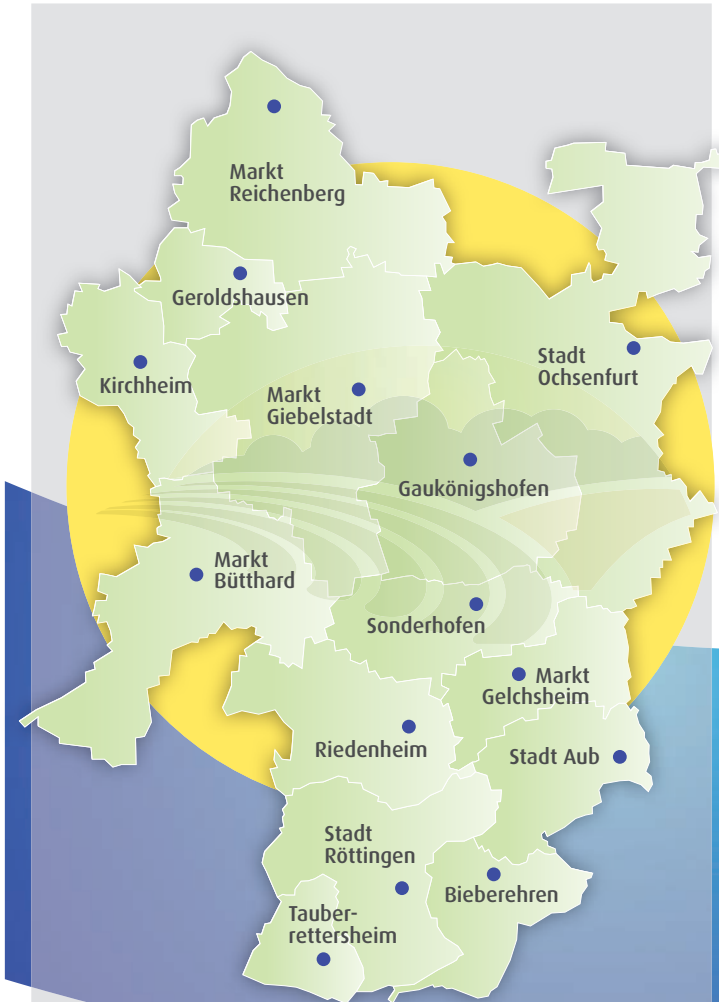 Markt
Reichenberg
Geroldshausen
Kirchheim
Markt
Giebelstadt
Stadt
Ochsenfurt
Gaukönigshofen
Markt
Bütthard
Sonderhofen
Markt
Gelchsheim
Riedenheim
Stadt Aub
Stadt
Röttingen
Bieberehren
Tauber-
rettersheim